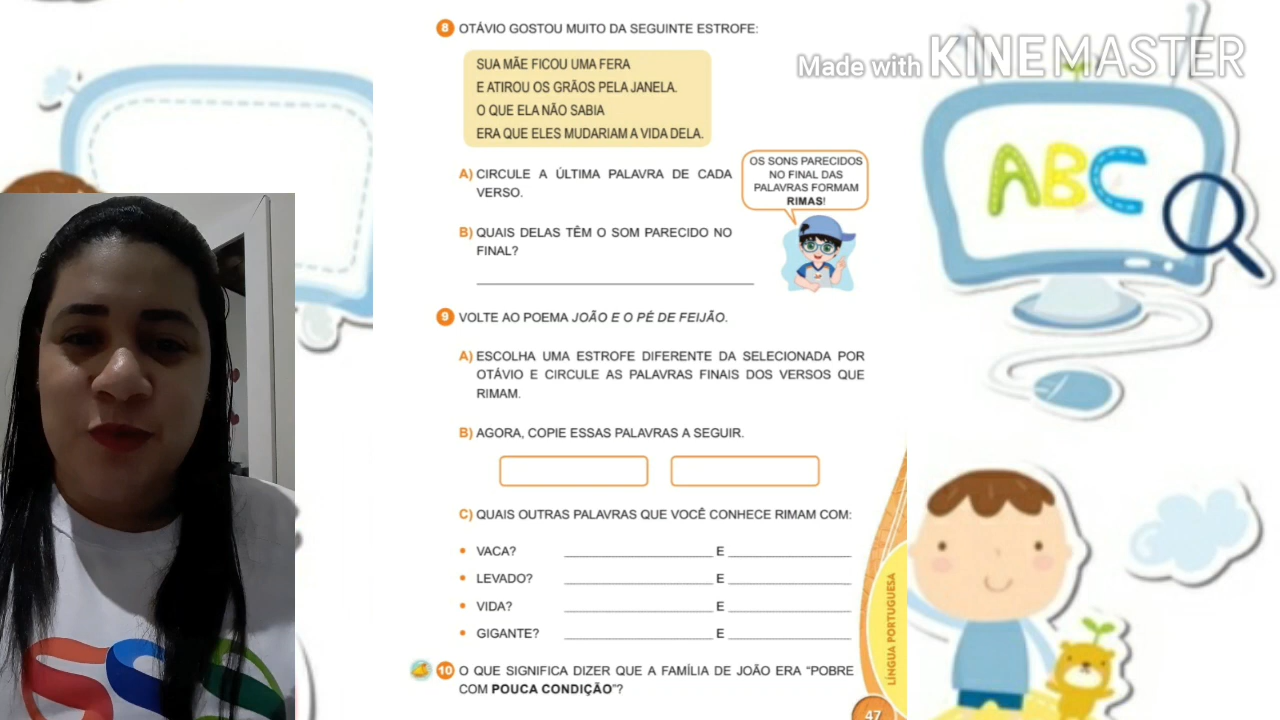 8 OTÁVIO GOSTOU MUITO DA SEGUINTE ESTROFE:
SUA MÃE FICOU UMA FERA
E ATIROU OS GRÃOS PELA JANELA.
O QUE ELA NÃO SABIA
ERA QUE ELES MUDARIAM A VIDA DELA.
A) CIRCULE A ÚLTIMA PALAVRA DE CADA
VERSO.
OS SONS PARECIDOS
NO FINAL DAS
PALAVRAS FORMAM
RIMAS!
B) QUAIS DELAS TÊM O SOM PARECIDO NO
FINAL?
9 VOLTE AO POEMA JOÃO E O PÉ DE FEIJÃO.
A) ESCOLHA UMA ESTROFE DIFERENTE DA SELECIONADA POR
OTÁVIO E CIRCULE AS PALAVRAS FINAIS DOS VERSOS QUE
RIMAM.
B) AGORA, COPIE ESSAS PALAVRAS A SEGUIR.
C) QUAIS OUTRAS PALAVRAS QUE VOCÊ CONHECE RIMAM COM:
• VACA? E
• LEVADO? E
• VIDA? E
• GIGANTE? E
10 O QUE SIGNIFICA DIZER QUE A FAMÍLIA DE JOÃO ERA “POBRE
COM POUCA CONDIÇÃO”?
LÍNGUA PORTUGUESA
47
Made with KINEMASTER
ABC